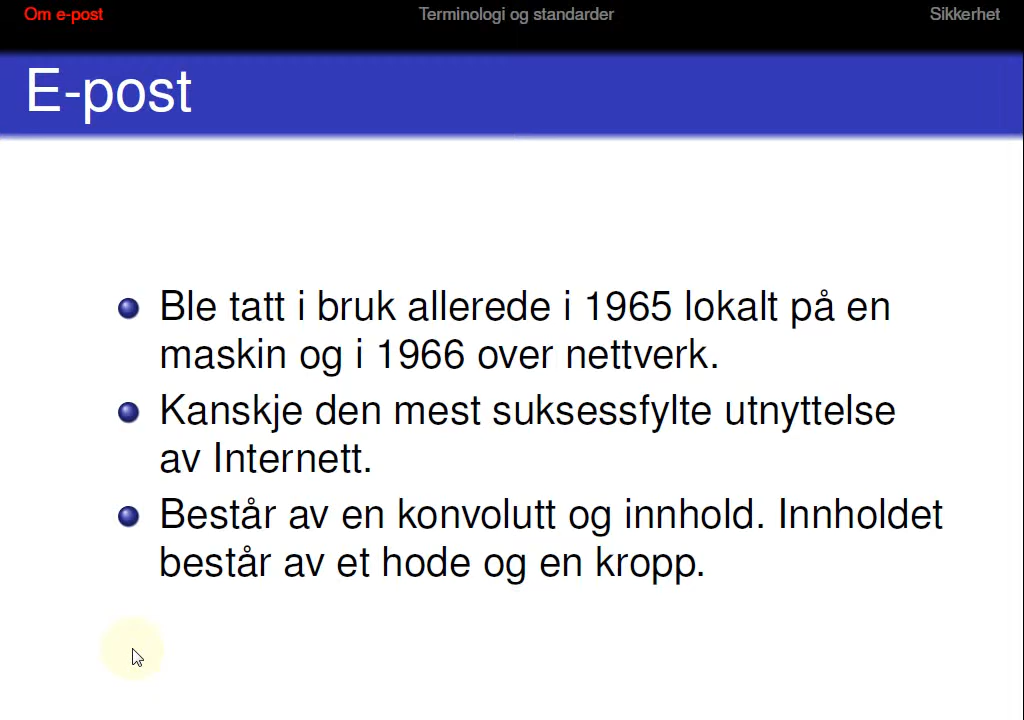 Om e-post
Terminologi og standarder
Sikkerhet
E-post
Ble tatt i bruk allerede i 1965 lokalt på en
maskin og i 1966 over nettverk.
Kanskje den mest suksessfylte utnyttelse
av Internett.
Består av en konvolutt og innhold. Innholdet
består av et hode og en kropp.